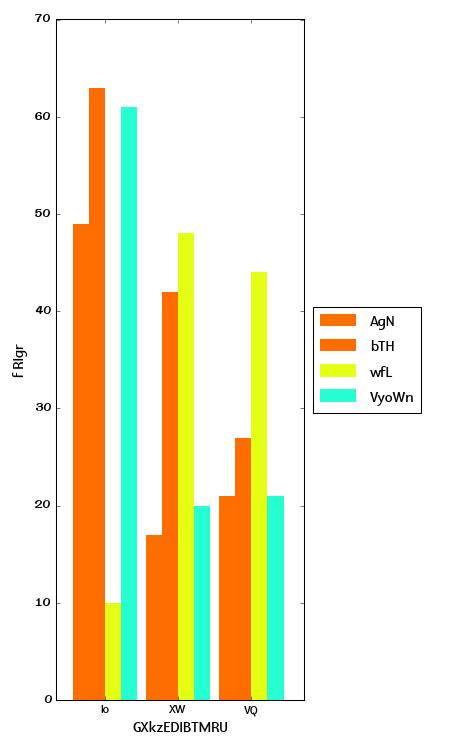 70
60
50
40
30
20
10
0
f RIgr
Io XW VQ
GXkzEDIBTMRU
AgN
bTH
wfL
VyoWn